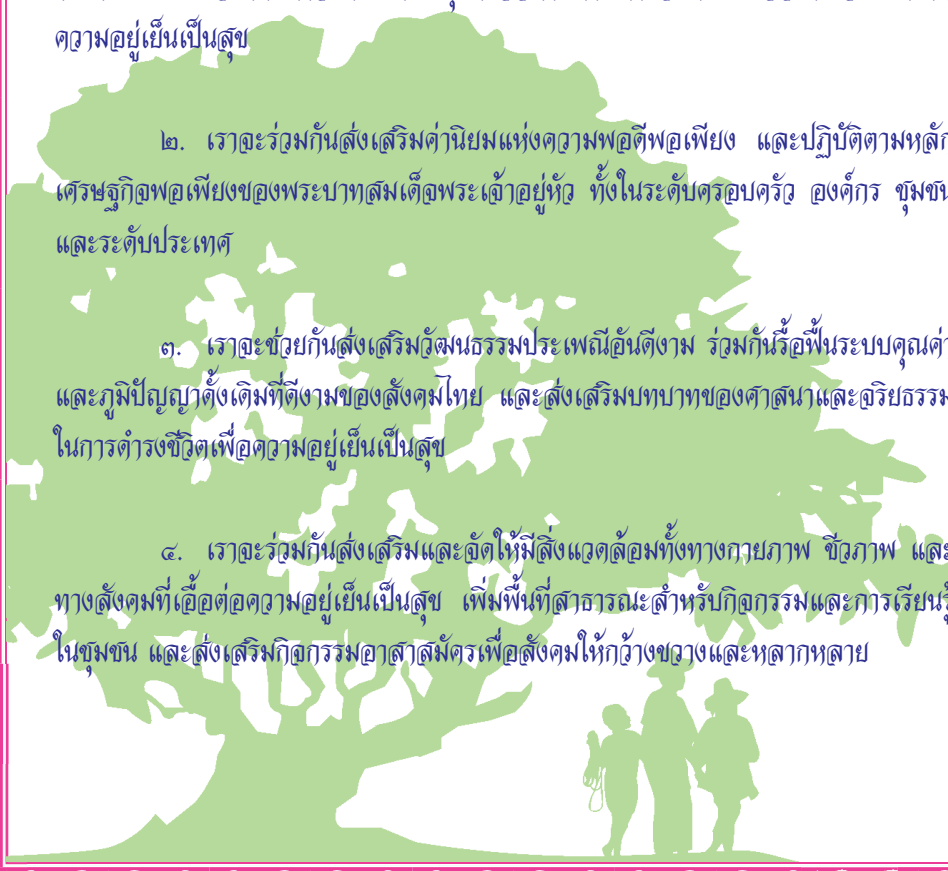 ความอยู่เย็นเป็นสุข
๒. เราจะร่วมกันส่งเสริมค่านิยมแห่งความพอดีพอเพียง และปฏิบัติตามหลัก
เศรษฐกิจพอเพียงของพระบาทสมเด็จพระเจ้าอยู่หัว ทั้งในระดับครอบครัว องค์กร ชุมชน
และระดับประเทศ
๓. เราจะช่วยกันส่งเสริมวัฒนธรรมประเพณีอันดีงาม ร่วมกันรื้อฟื้นระบบคุณค่า
และภูมิปัญญาดั้งเดิมที่ดีงามของสังคมไทย และส่งเสริมบทบาทของศาสนาและจริยธรรม
ในการดำรงชีวิตเพื่อความอยู่เย็นเป็นสุข
๔. เราจะร่วมกันส่งเสริมและจัดให้มีสิ่งแวดล้อมทั้งทางกายภาพ ชีวภาพ และ
ทางสังคมที่เอื้อต่อความอยู่เย็นเป็นสุข เพิ่มพื้นที่สาธารณะสำหรับกิจกรรมและการเรียนรู้
ในชุมชน และส่งเสริมกิจกรรมอาสาสมัครเพื่อสังคมให้กว้างขวางและหลากหลาย